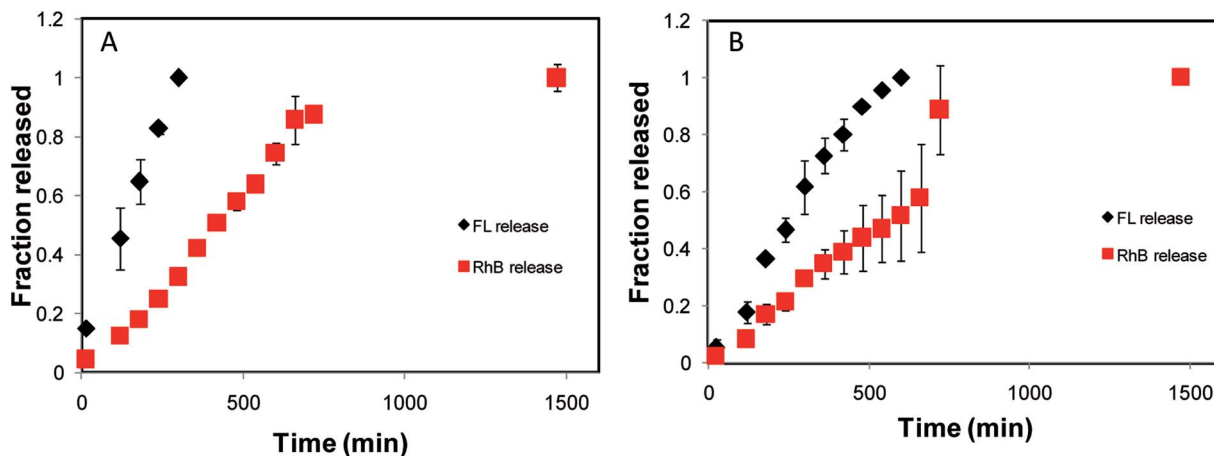 A
Fraction released
1.2
1
0.8
0.6
0.4
0.2
0
0
500
1000
1500
Time (min)
FL release
RhB release
B
Fraction released
1.2
1
0.8
0.6
0.4
0.2
0
0
500
1000
1500
Time (min)
FL release
RhB release